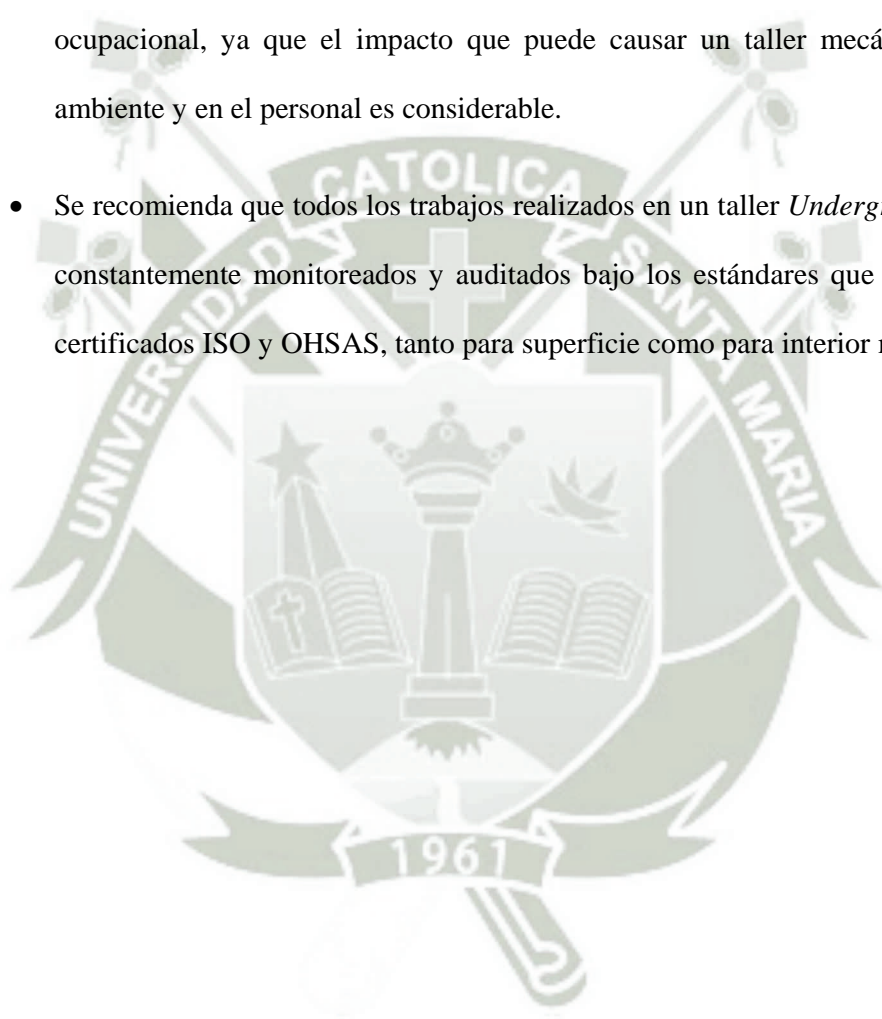 ocupacional, ya que el impacto que puede causar un taller
ambiente y en el personal es considerable.
• Se recomienda que todos los trabajos realizados en un taller
constantemente monitoreados y auditados bajo los estándares que
certificados ISO y OHSAS, tanto para superficie como para interior
UNIVERSIDAD CATOLICA SANTA MARIA
1961